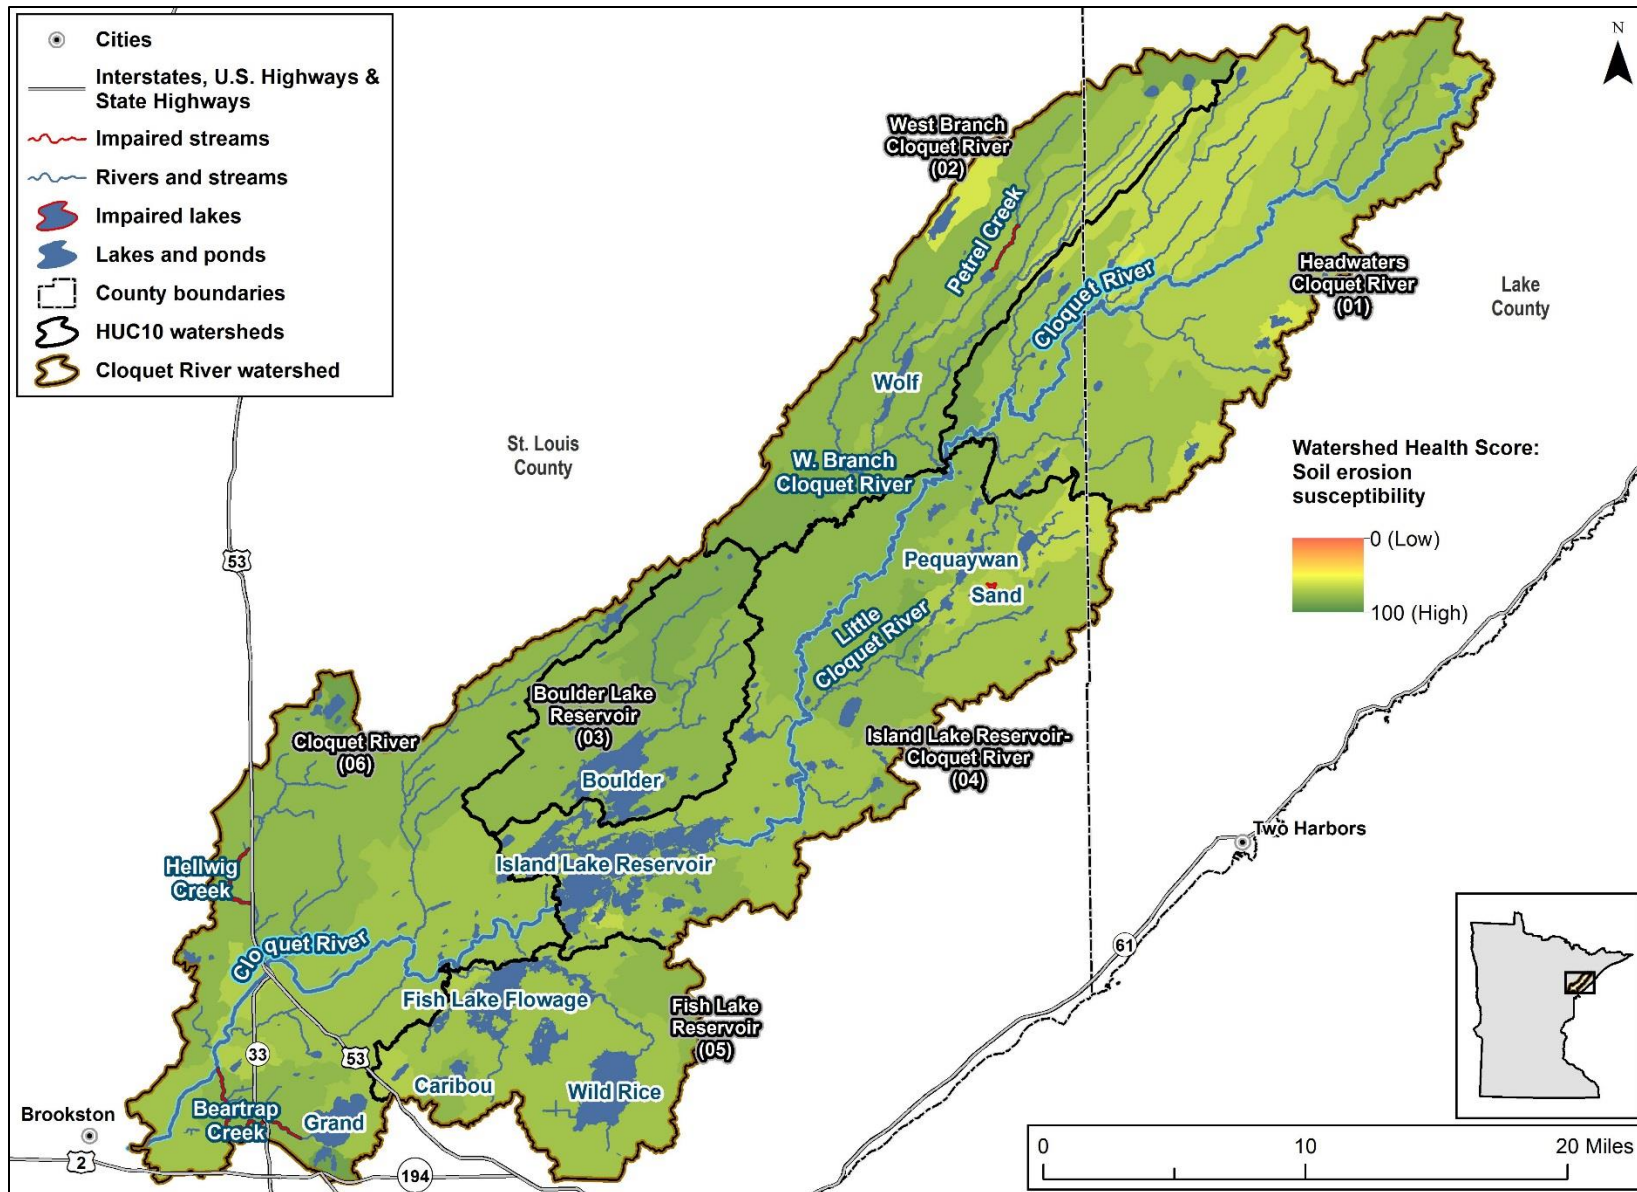 Cities
Interstates, U.S. Highways &
State Highways
Impaired streams
Rivers and streams
Impaired lakes
Lakes and ponds
County boundaries
HUC10 watersheds
Cloquet River watershed
N
West Branch
Cloquet River
(02)
Petrel Creek
Cloquet River
Headwaters
Cloquet River
(01)
Lake
County
Wolf
St. Louis
County
W. Branch
Cloquet River
Watershed Health Score:
Soil erosion
susceptibility
0 (Low)
100 (High)
53
Pequaywan
Sand
Little
Cloquet River
Boulder Lake
Reservoir
(03)
Cloquet River
(06)
Island Lake Reservoir-
Cloquet River
(04)
Boulder
Two Harbors
Island Lake Reservoir
Hellwig
Creek
Cloquet River
61
Fish Lake Flowage
Fish Lake
Reservoir
(05)
33
53
Caribou
Wild Rice
Brookston
Beartrap
Creek
Grand
2
194
0
10
20 Miles